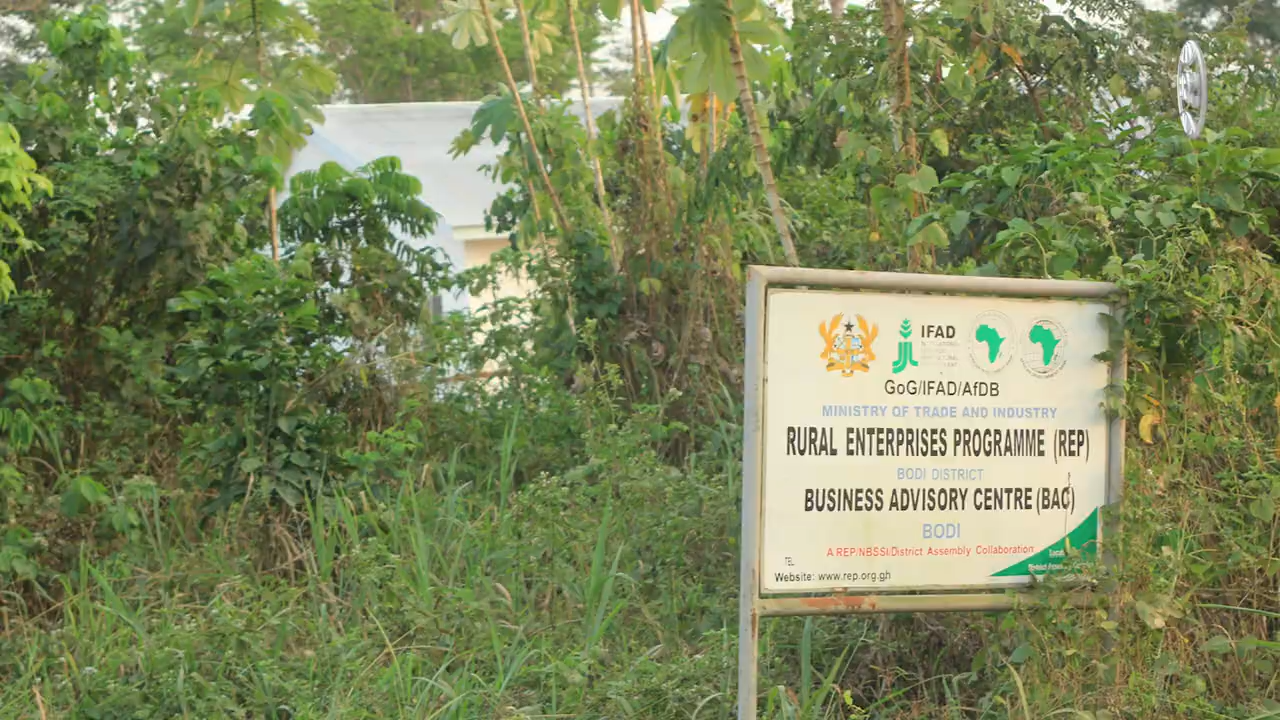 IFAD
GoG/IFAD/AfDB
MINISTRY OF TRADE AND INDUSTRY
RURAL ENTERPRISES PROGRAMME (REP)
BODI DISTRICT
BUSINESS ADVISORY CENTRE (BAC)
BODI
A REP/NBSSI/District Assembly Collaboration
TEL
Website: www.rep.org.gh